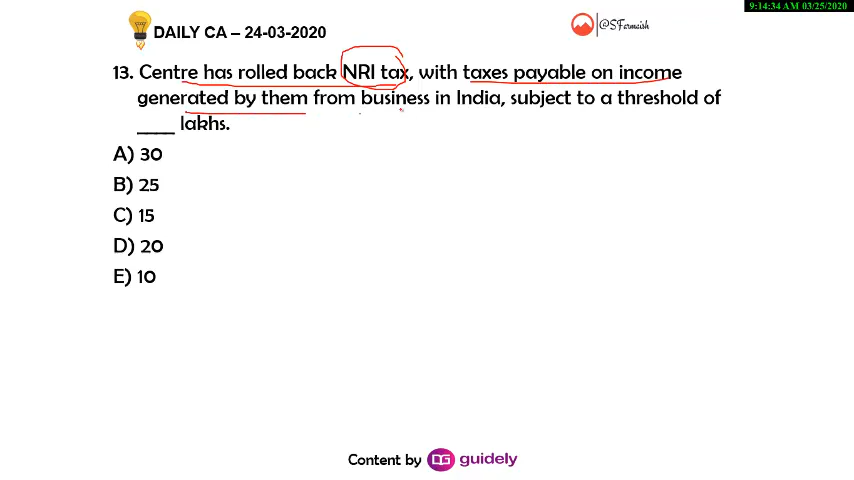 9:14:34 AM 03/25/2020
DAILY CA – 24-03-2020
@SFarmaish
13. Centre has rolled back NRI tax, with taxes payable on income
generated by them from business in India, subject to a threshold of
____ lakhs.
A) 30
B) 25
C) 15
D) 20
E) 10
Content by DG guidely